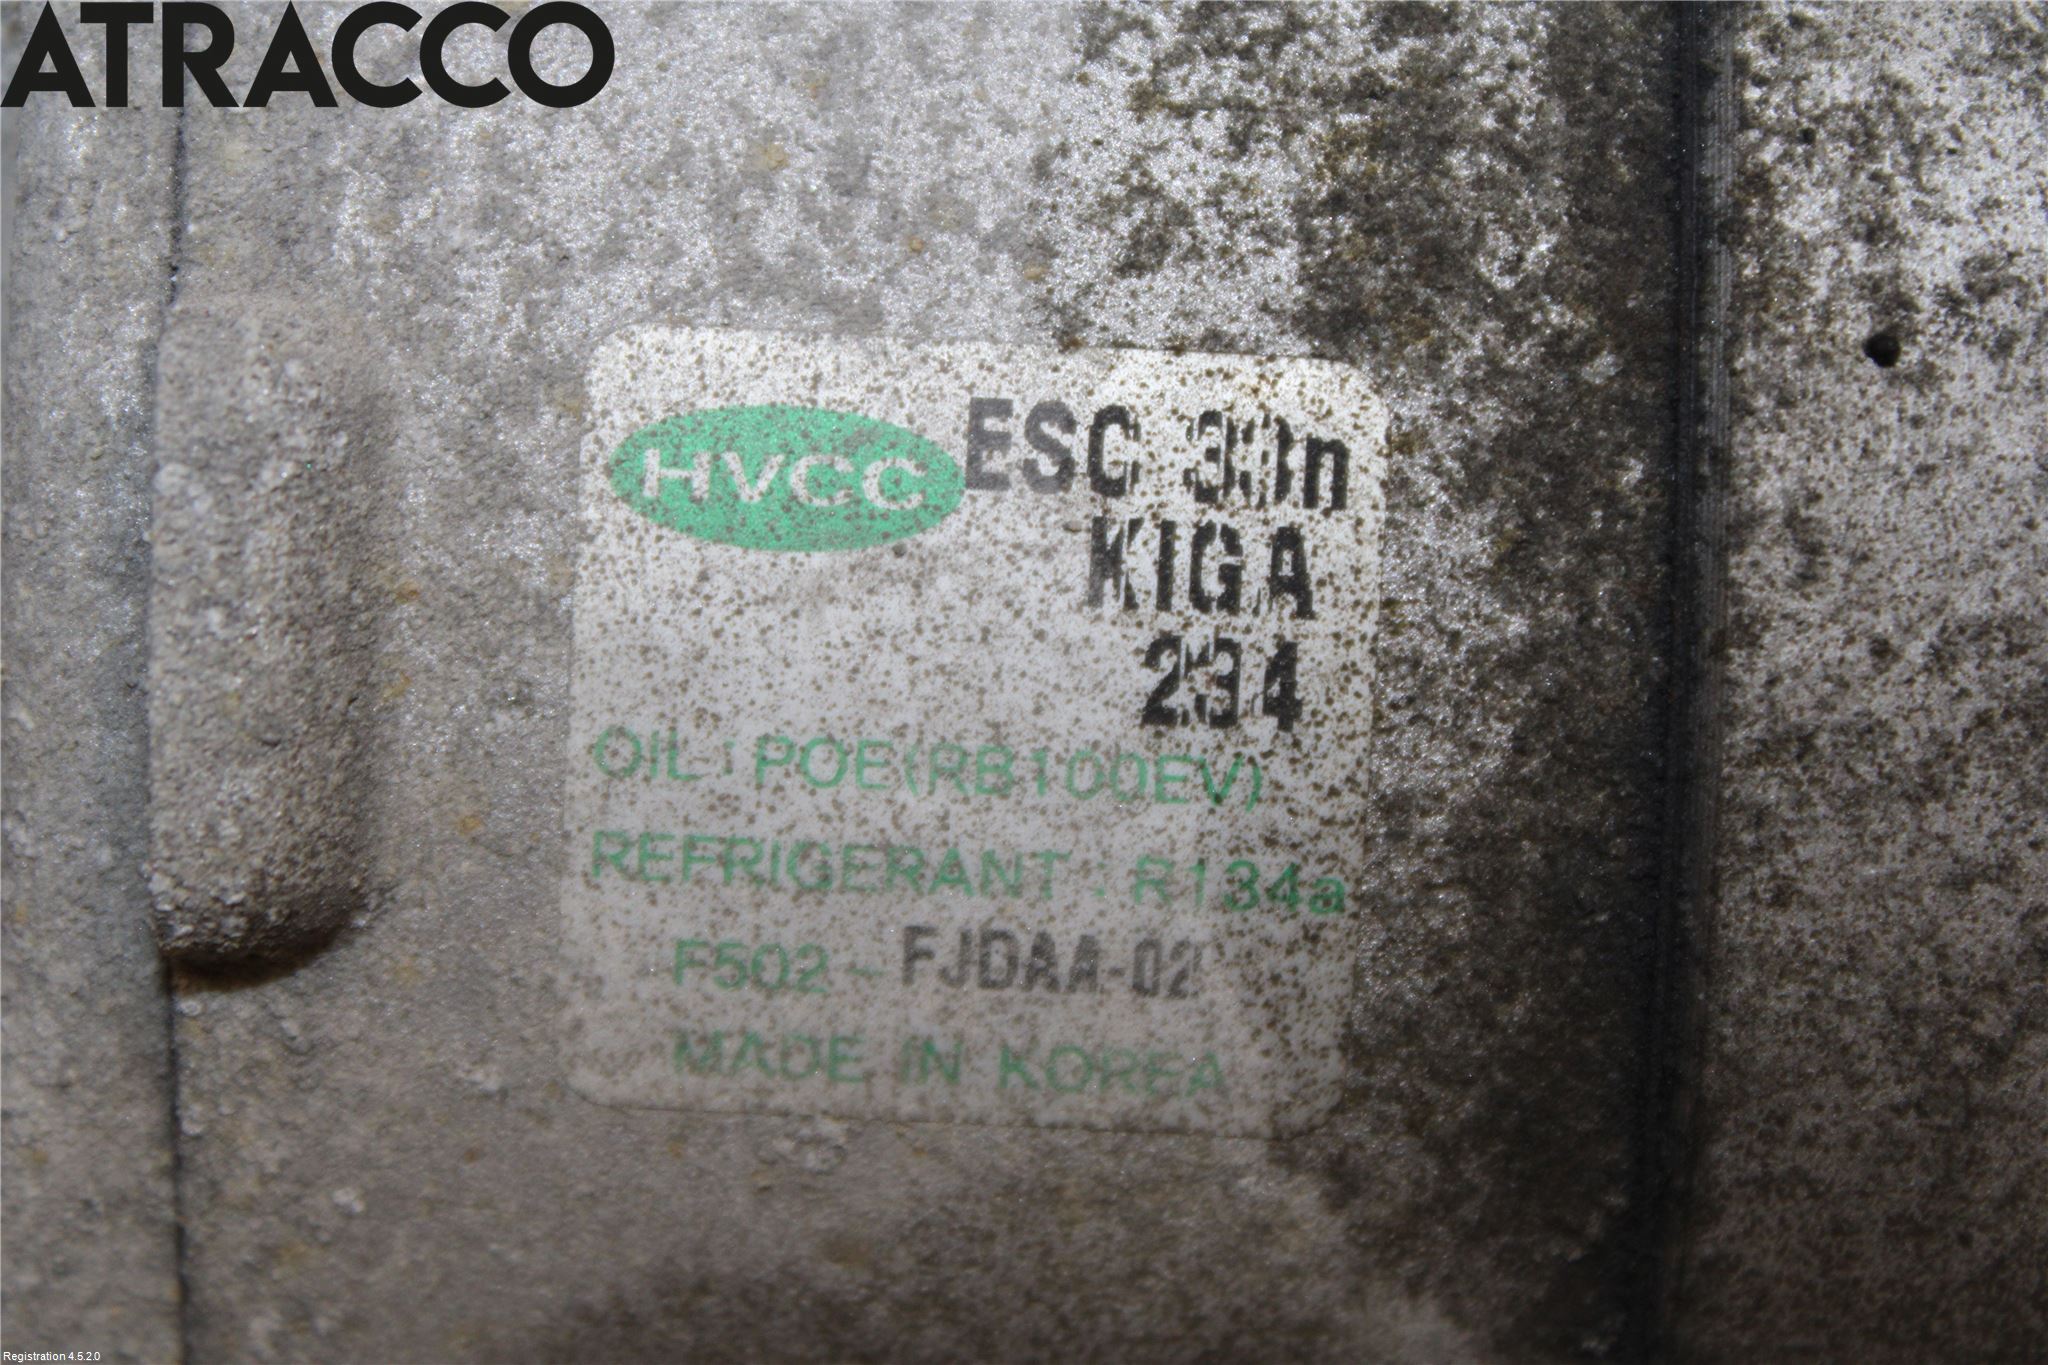 ATRACCO
HVCC ESC 33n
KIGA
234
OIL : POE(RB100EV)
REFRIGERANT : R134a
F502 - FJDAA-02
MADE IN KOREA
Registration 4.5.2.0